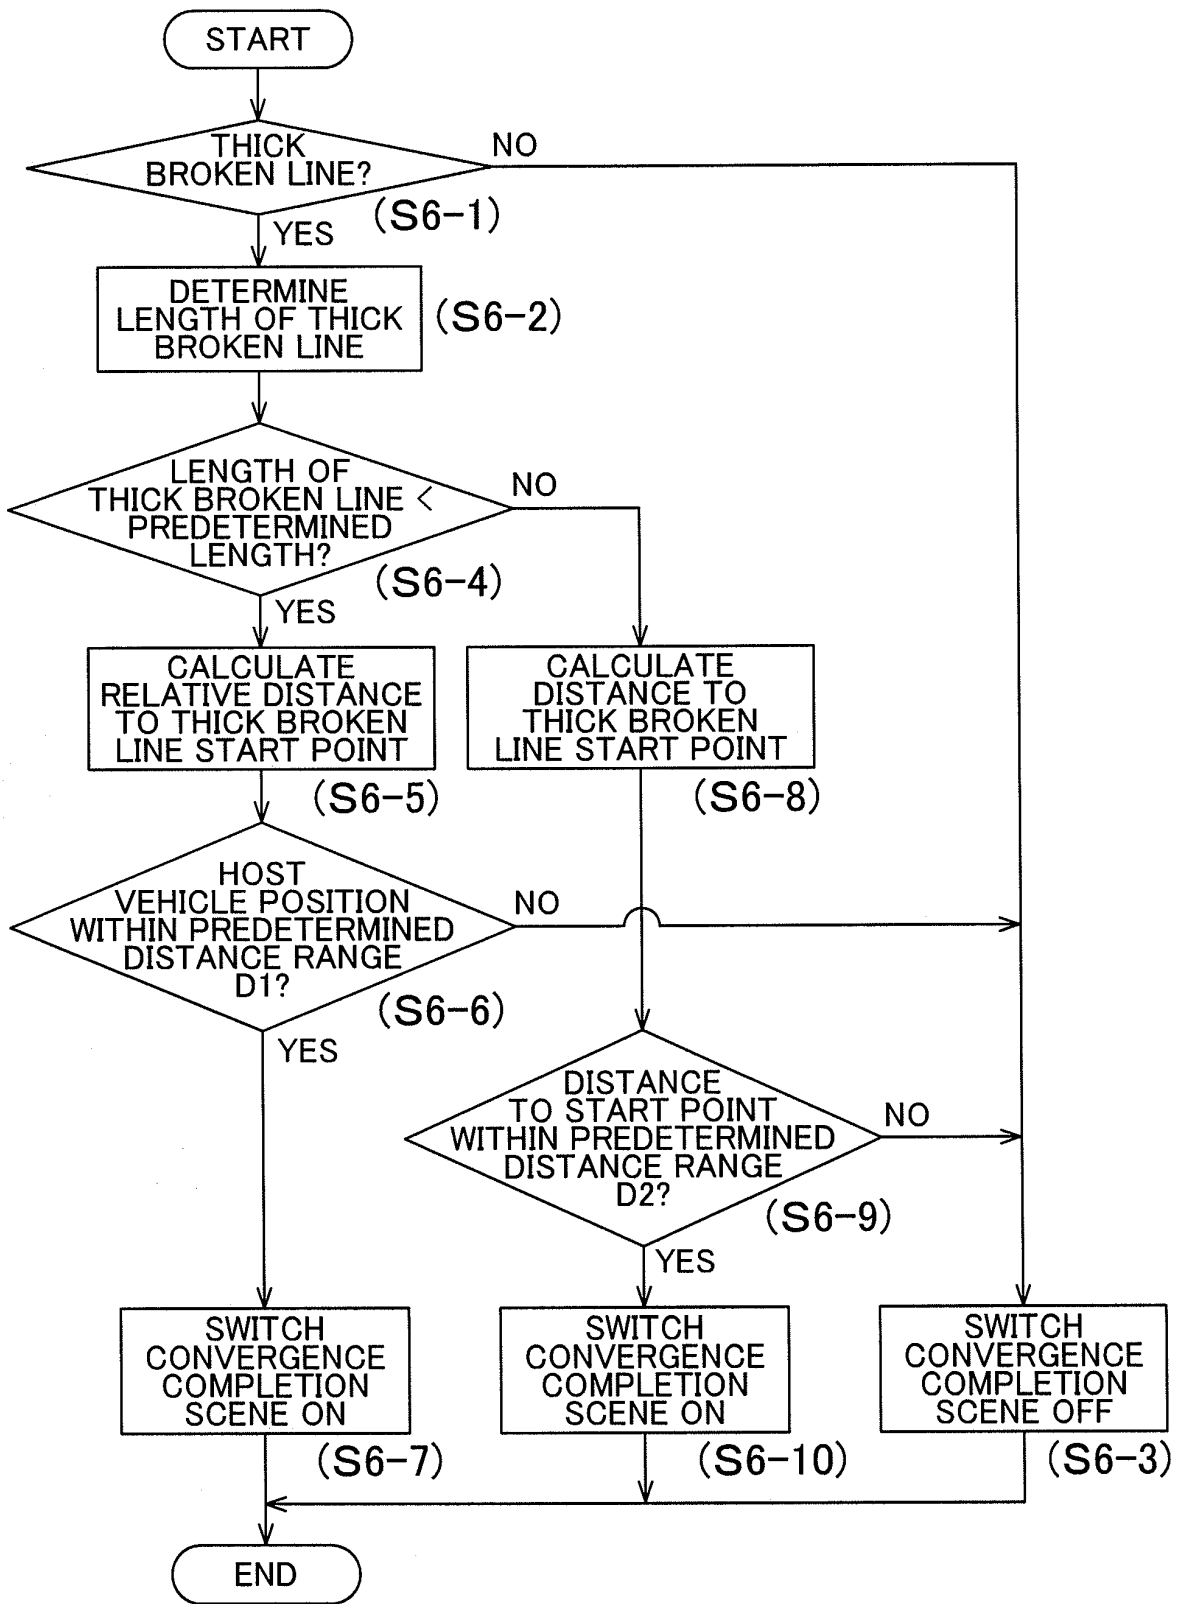 START
THICK
BROKEN LINE?
NO
(S6-1)
YES
DETERMINE
LENGTH OF THICK
BROKEN LINE
(S6-2)
LENGTH OF
THICK BROKEN LINE <
PREDETERMINED
LENGTH?
NO
(S6-4)
YES
CALCULATE
RELATIVE DISTANCE
TO THICK BROKEN
LINE START POINT
(S6-5)
CALCULATE
DISTANCE TO
THICK BROKEN
LINE START POINT
(S6-8)
HOST
VEHICLE POSITION
WITHIN PREDETERMINED
DISTANCE RANGE
D1?
NO
(S6-6)
YES
DISTANCE
TO START POINT
WITHIN PREDETERMINED
DISTANCE RANGE
D2?
NO
(S6-9)
YES
SWITCH
CONVERGENCE
COMPLETION
SCENE ON
(S6-7)
SWITCH
CONVERGENCE
COMPLETION
SCENE ON
(S6-10)
SWITCH
CONVERGENCE
COMPLETION
SCENE OFF
(S6-3)
END